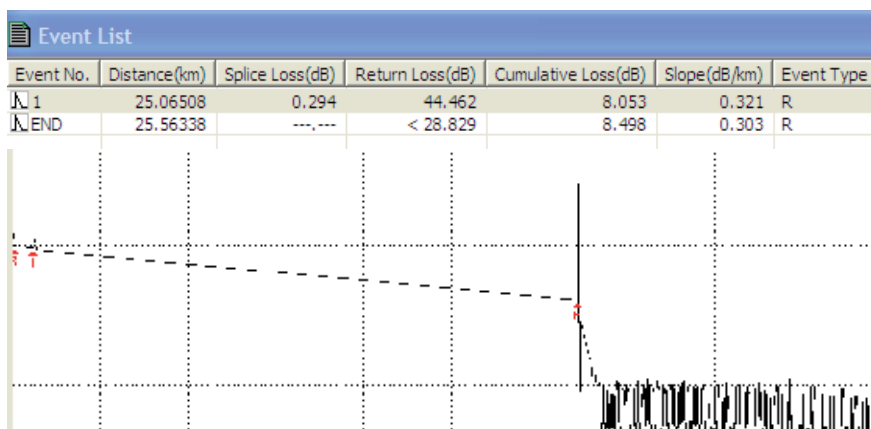 Event List
Event No. Distance(km) Splice Loss(dB) Return Loss(dB) Cumulative Loss(dB) Slope(dB/km) Event Type
1 25.06508 0.294 44.462 8.053 0.321 R
END 25.56338 ---.--- < 28.829 8.498 0.303 R